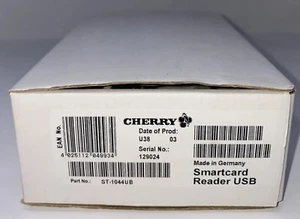 EAN No.
4 025112 049934
CHERRY
Date of Prod:
U38 03
Serial No.:
129024
Made in Germany
Smartcard
Reader USB
Part No.: ST-1044UB